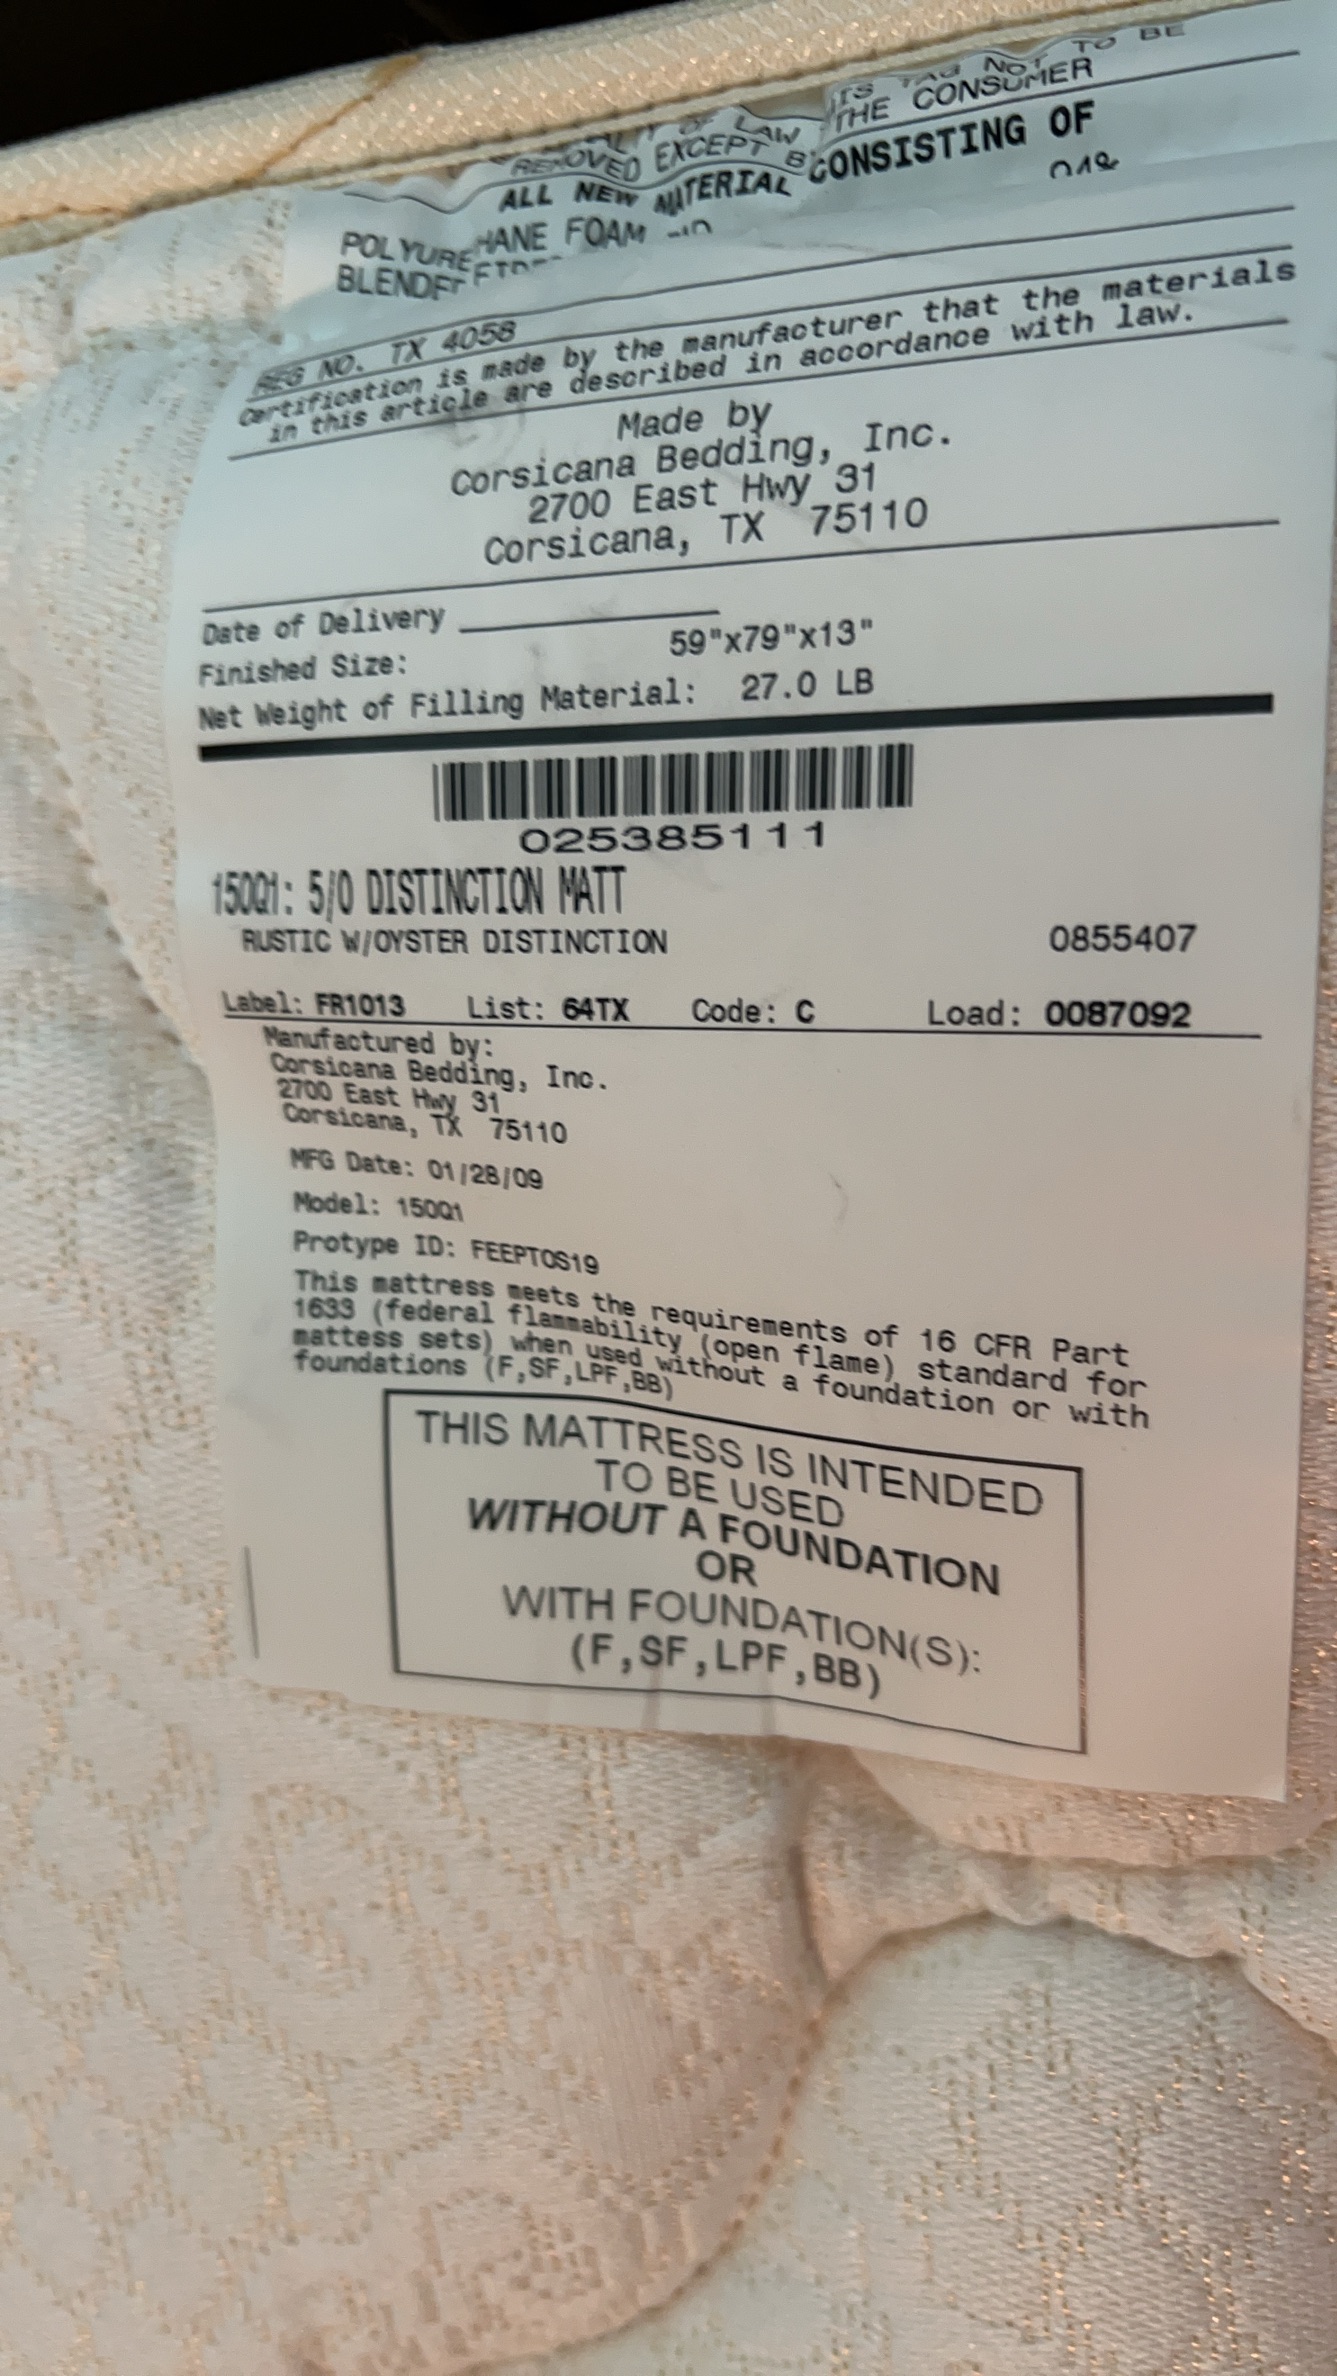 TAG NOT TO BE
REMOVED EXCEPT BY THE CONSUMER
ALL NEW MATERIAL CONSISTING OF
POLYURETHANE FOAM
REG NO. TX 4058
Certification is made by the manufacturer that the materials
in this article are described in accordance with law.
Made by
Corsicana Bedding, Inc.
2700 East Hwy 31
Corsicana, TX 75110
Date of Delivery
Finished Size: 59"x79"x13"
Net Weight of Filling Material: 27.0 LB
025385111
150Q1: 5/0 DISTINCTION MATT
RUSTIC W/OYSTER DISTINCTION 0855407
Label: FR1013 List: 64TX Code: C Load: 0087092
Manufactured by:
Corsicana Bedding, Inc.
2700 East Hwy 31
Corsicana, TX 75110
MFG Date: 01/28/09
Model: 150Q1
Protype ID: FEEPTOS19
This mattress meets the requirements of 16 CFR Part
1633 (federal flammability (open flame) standard for
mattess sets) when used without a foundation or with
foundations (F,SF,LPF,BB)
THIS MATTRESS IS INTENDED
TO BE USED
WITHOUT A FOUNDATION
OR
WITH FOUNDATION(S):
(F,SF,LPF,BB)